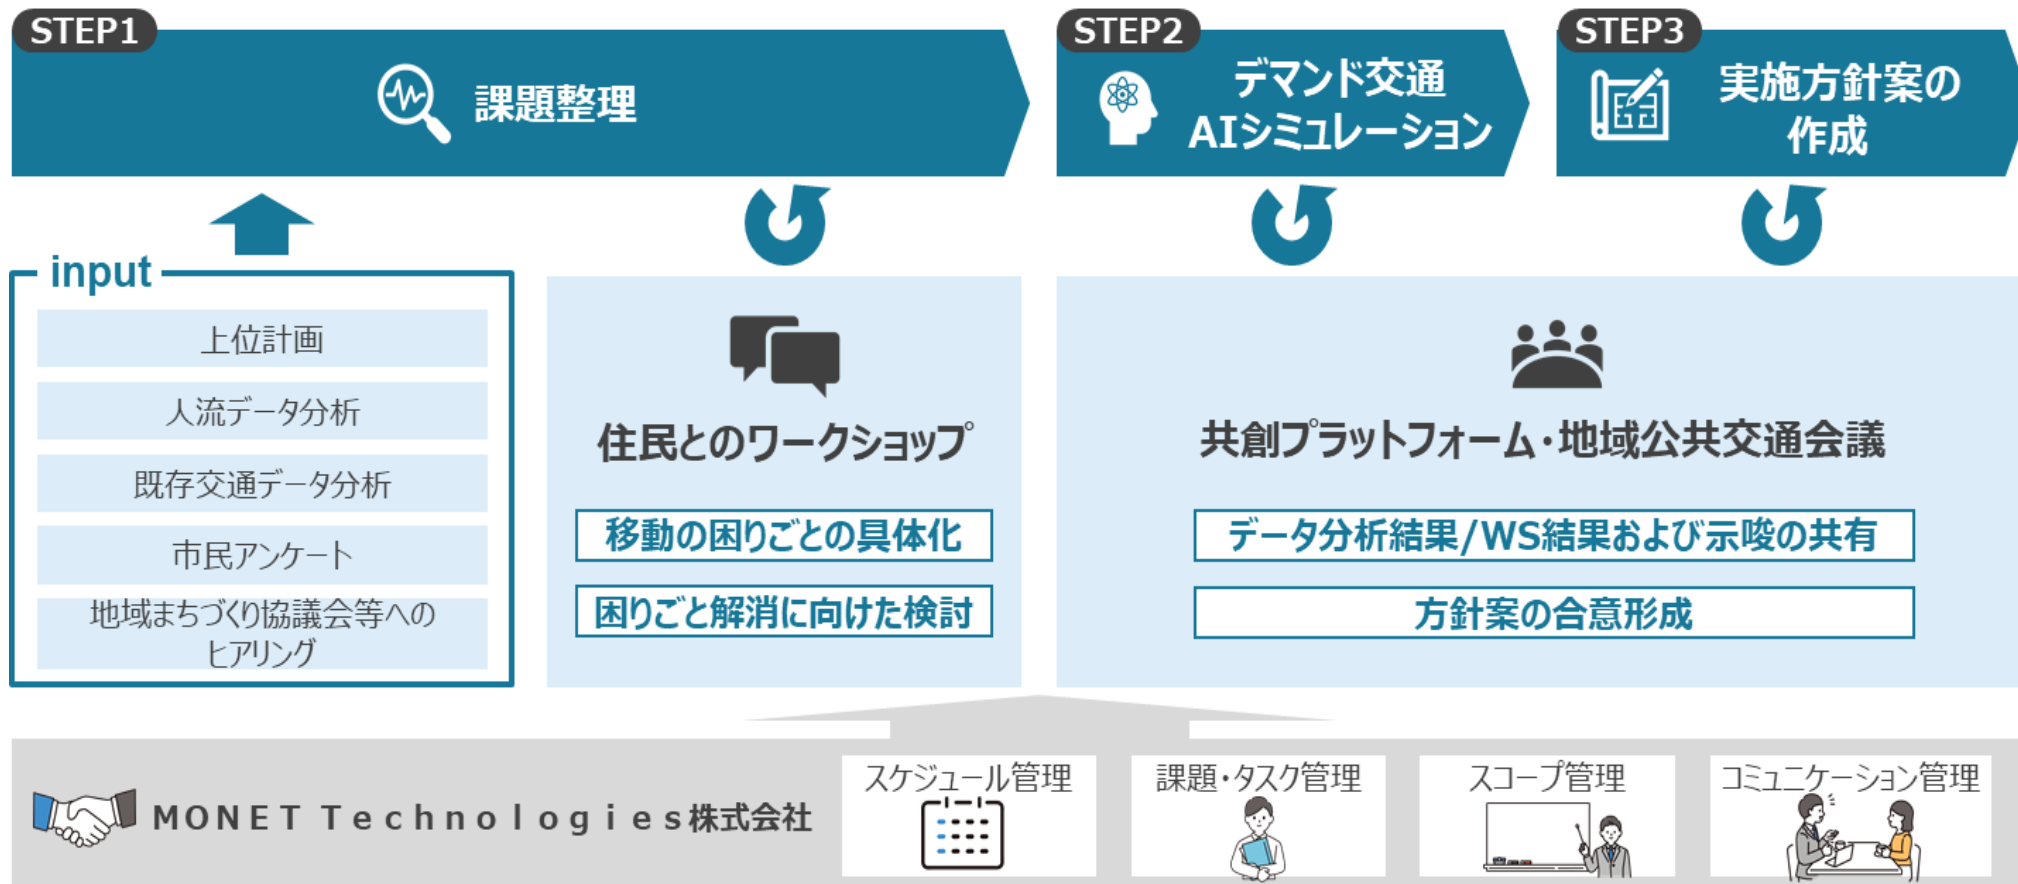 STEP1
課題整理
STEP2
デマンド交通
AIシミュレーション
STEP3
実施方針案の
作成
input
上位計画
人流データ分析
既存交通データ分析
市民アンケート
地域まちづくり協議会等への
ヒアリング
住民とのワークショップ
移動の困りごとの具体化
困りごと解消に向けた検討
共創プラットフォーム・地域公共交通会議
データ分析結果/WS結果および示唆の共有
方針案の合意形成
MONET Technologies株式会社
スケジュール管理
課題・タスク管理
スコープ管理
コミュニケーション管理